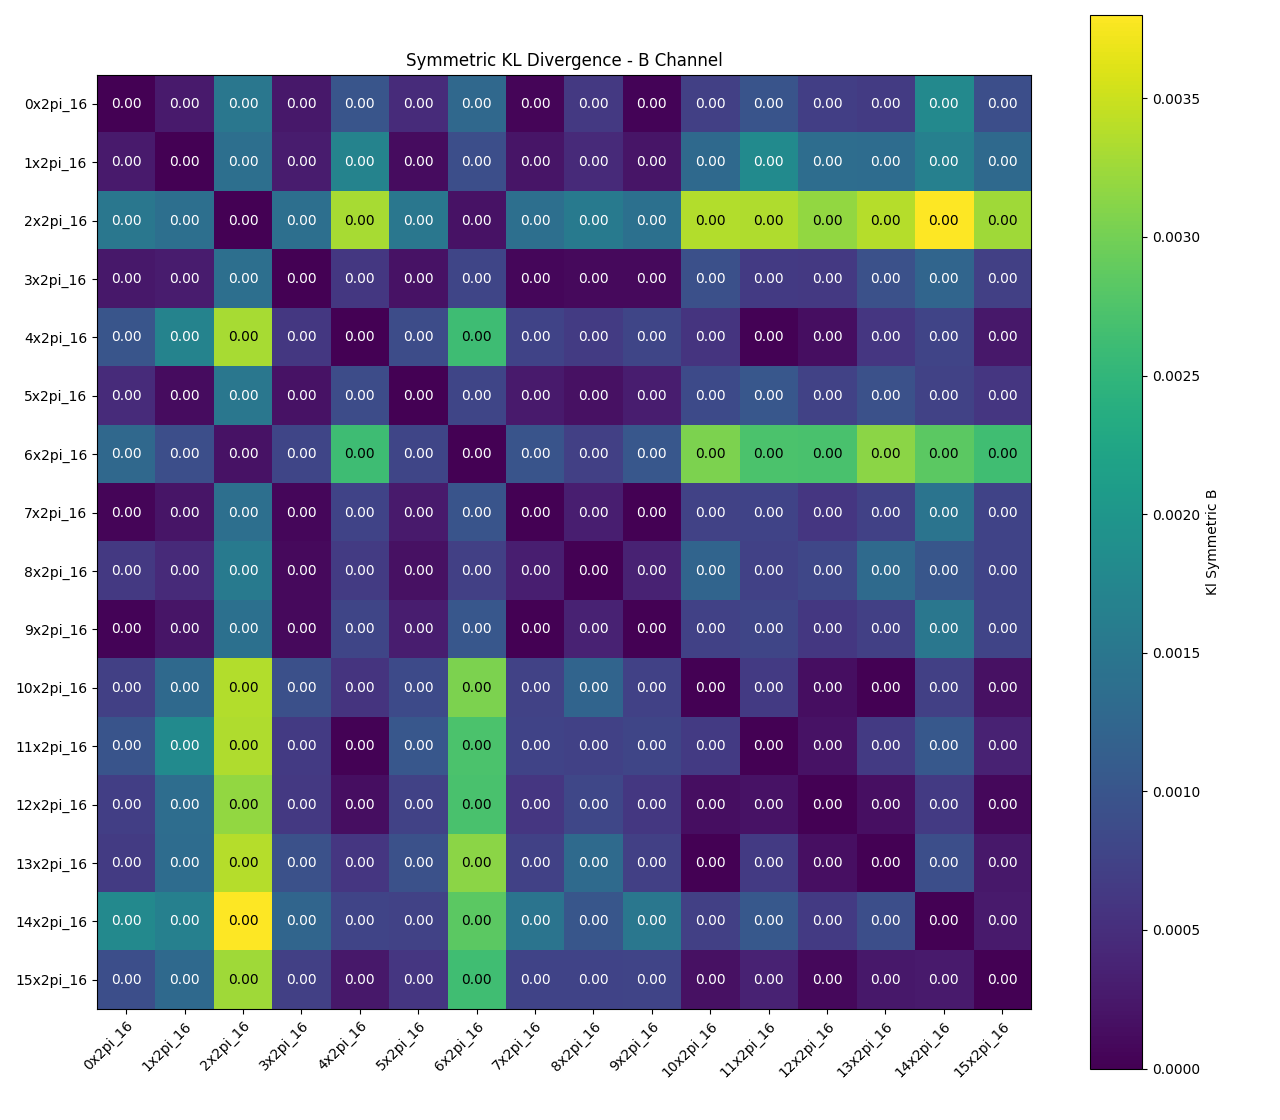 Symmetric KL Divergence - B Channel
0x2pi_16 0.00 0.00 0.00 0.00 0.00 0.00 0.00 0.00 0.00 0.00 0.00 0.00 0.00 0.00 0.00 0.00
1x2pi_16 0.00 0.00 0.00 0.00 0.00 0.00 0.00 0.00 0.00 0.00 0.00 0.00 0.00 0.00 0.00 0.00
2x2pi_16 0.00 0.00 0.00 0.00 0.00 0.00 0.00 0.00 0.00 0.00 0.00 0.00 0.00 0.00 0.00 0.00
3x2pi_16 0.00 0.00 0.00 0.00 0.00 0.00 0.00 0.00 0.00 0.00 0.00 0.00 0.00 0.00 0.00 0.00
4x2pi_16 0.00 0.00 0.00 0.00 0.00 0.00 0.00 0.00 0.00 0.00 0.00 0.00 0.00 0.00 0.00 0.00
5x2pi_16 0.00 0.00 0.00 0.00 0.00 0.00 0.00 0.00 0.00 0.00 0.00 0.00 0.00 0.00 0.00 0.00
6x2pi_16 0.00 0.00 0.00 0.00 0.00 0.00 0.00 0.00 0.00 0.00 0.00 0.00 0.00 0.00 0.00 0.00
7x2pi_16 0.00 0.00 0.00 0.00 0.00 0.00 0.00 0.00 0.00 0.00 0.00 0.00 0.00 0.00 0.00 0.00
8x2pi_16 0.00 0.00 0.00 0.00 0.00 0.00 0.00 0.00 0.00 0.00 0.00 0.00 0.00 0.00 0.00 0.00
9x2pi_16 0.00 0.00 0.00 0.00 0.00 0.00 0.00 0.00 0.00 0.00 0.00 0.00 0.00 0.00 0.00 0.00
10x2pi_16 0.00 0.00 0.00 0.00 0.00 0.00 0.00 0.00 0.00 0.00 0.00 0.00 0.00 0.00 0.00 0.00
11x2pi_16 0.00 0.00 0.00 0.00 0.00 0.00 0.00 0.00 0.00 0.00 0.00 0.00 0.00 0.00 0.00 0.00
12x2pi_16 0.00 0.00 0.00 0.00 0.00 0.00 0.00 0.00 0.00 0.00 0.00 0.00 0.00 0.00 0.00 0.00
13x2pi_16 0.00 0.00 0.00 0.00 0.00 0.00 0.00 0.00 0.00 0.00 0.00 0.00 0.00 0.00 0.00 0.00
14x2pi_16 0.00 0.00 0.00 0.00 0.00 0.00 0.00 0.00 0.00 0.00 0.00 0.00 0.00 0.00 0.00 0.00
15x2pi_16 0.00 0.00 0.00 0.00 0.00 0.00 0.00 0.00 0.00 0.00 0.00 0.00 0.00 0.00 0.00 0.00
0x2pi_16 1x2pi_16 2x2pi_16 3x2pi_16 4x2pi_16 5x2pi_16 6x2pi_16 7x2pi_16 8x2pi_16 9x2pi_16 10x2pi_16 11x2pi_16 12x2pi_16 13x2pi_16 14x2pi_16 15x2pi_16
0.0035
0.0030
0.0025
0.0020
0.0015
0.0010
0.0005
0.0000
Kl Symmetric B